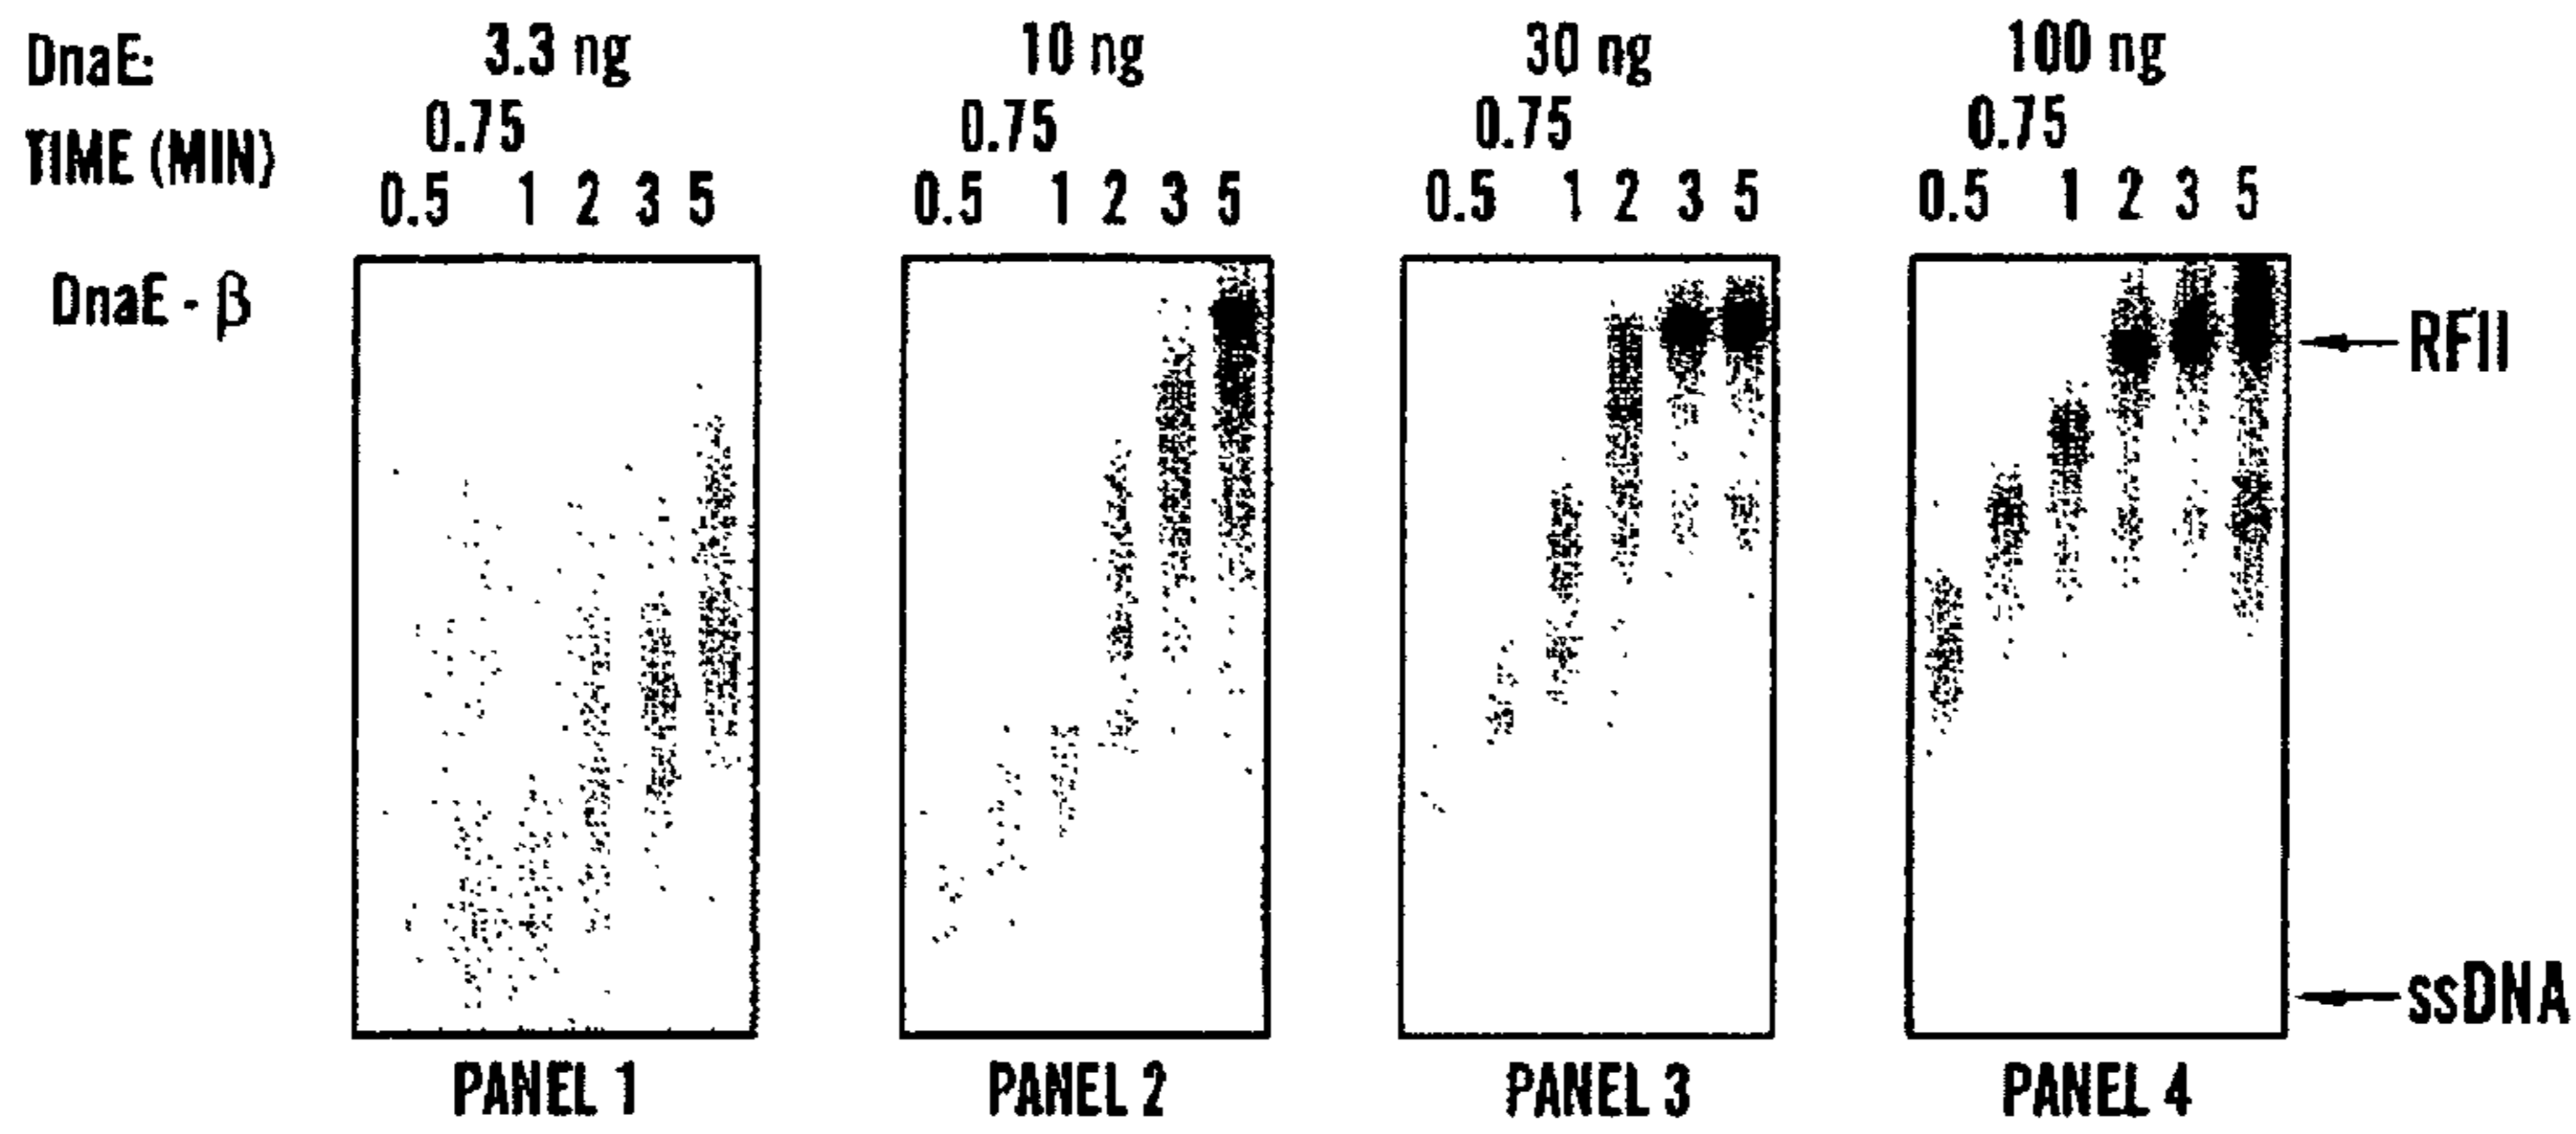 DnaE: 3.3 ng 10 ng 30 ng 100 ng
0.75 0.75 0.75 0.75
TIME (MIN)
0.5 1 2 3 5 0.5 1 2 3 5 0.5 1 2 3 5 0.5 1 2 3 5
DnaE - β
RFII
ssDNA
PANEL 1 PANEL 2 PANEL 3 PANEL 4